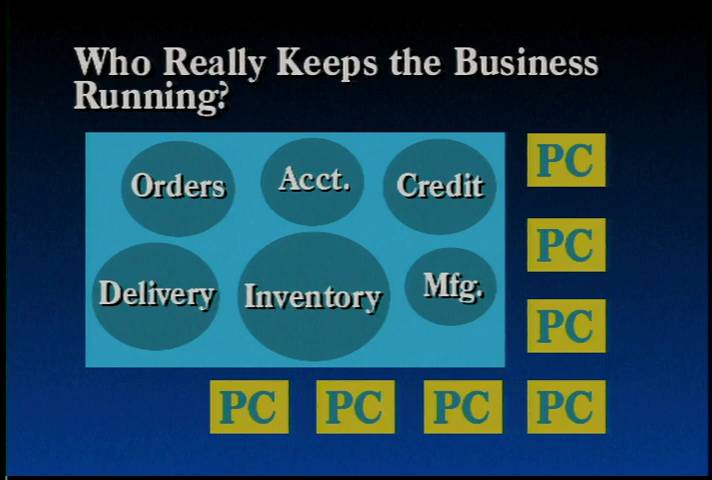 Who Really Keeps the Business
Running?
Orders
Acct.
Credit
PC
PC
Delivery
Inventory
Mfg.
PC
PC
PC
PC
PC